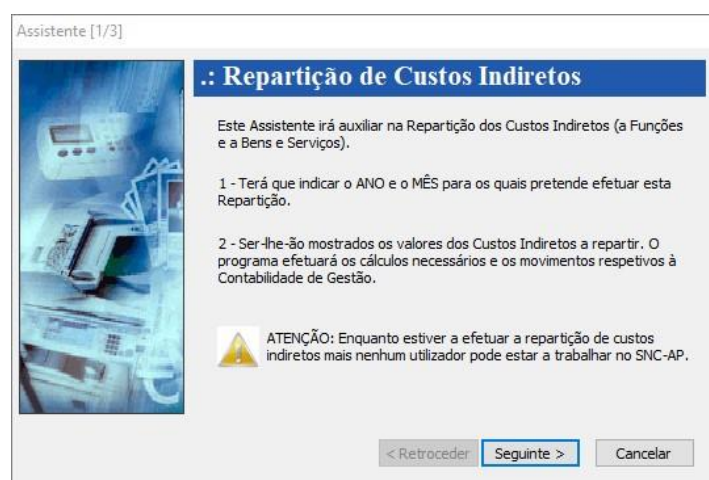 Assistente [1/3]
.: Repartição de Custos Indiretos
Este Assistente irá auxiliar na Repartição dos Custos Indiretos (a Funções
e a Bens e Serviços).
1 - Terá que indicar o ANO e o MÊS para os quais pretende efetuar esta
Repartição.
2 - Ser-lhe-ão mostrados os valores dos Custos Indiretos a repartir. O
programa efetuará os cálculos necessários e os movimentos respetivos à
Contabilidade de Gestão.
ATENÇÃO: Enquanto estiver a efetuar a repartição de custos
indiretos mais nenhum utilizador pode estar a trabalhar no SNC-AP.
< Retroceder Seguinte > Cancelar